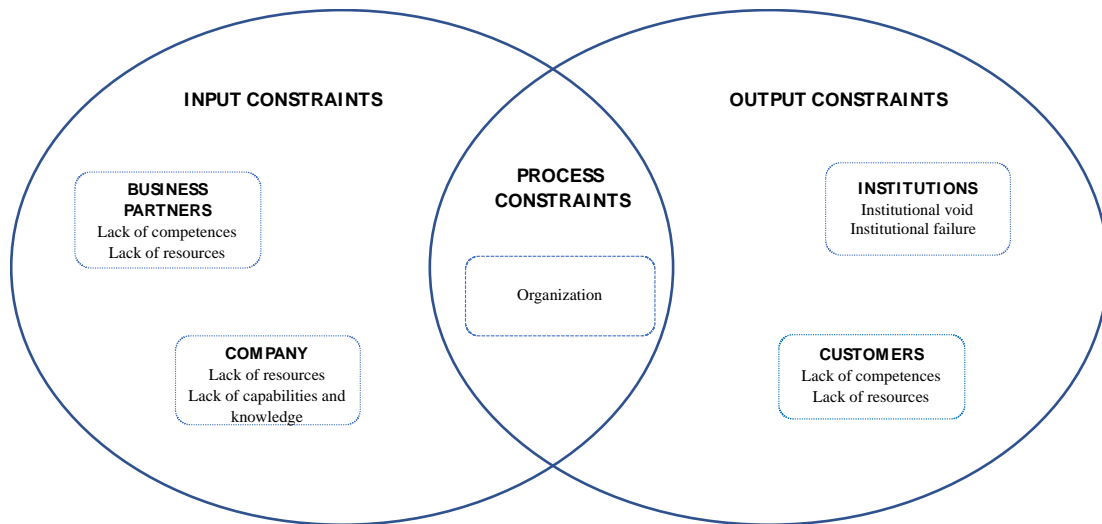 INPUT CONSTRAINTS
BUSINESS
PARTNERS
Lack of competences
Lack of resources
COMPANY
Lack of resources
Lack of capabilities and
knowledge
PROCESS
CONSTRAINTS
Organization
OUTPUT CONSTRAINTS
INSTITUTIONS
Institutional void
Institutional failure
CUSTOMERS
Lack of competences
Lack of resources